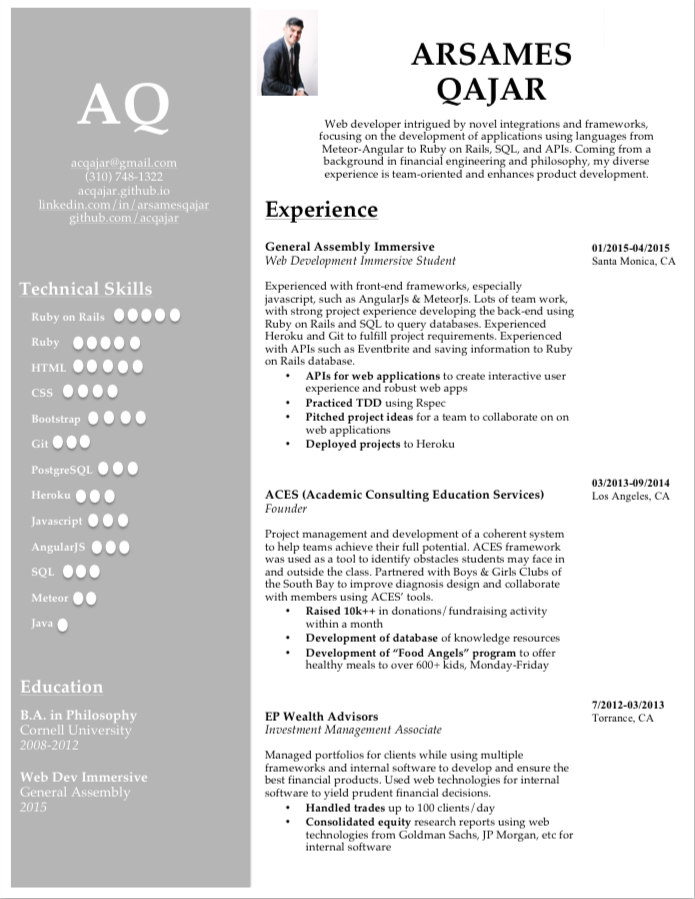 AQ
acqajar@gmail.com
(310) 748-1322
acqajar.github.io
linkedin.com/in/arsamesqajar
github.com/acqajar
Technical Skills
Ruby on Rails
Ruby
HTML
CSS
Bootstrap
Git
PostgreSQL
Heroku
Javascript
AngularJS
SQL
Meteor
Java
Education
B.A. in Philosophy
Cornell University
2008-2012
Web Dev Immersive
General Assembly
2015
ARSAMES
QAJAR
Web developer intrigued by novel integrations and frameworks,
focusing on the development of applications using languages from
Meteor-Angular to Ruby on Rails, SQL, and APIs. Coming from a
background in financial engineering and philosophy, my diverse
experience is team-oriented and enhances product development.
Experience
General Assembly Immersive
Web Development Immersive Student
01/2015-04/2015
Santa Monica, CA
Experienced with front-end frameworks, especially
javascript, such as AngularJs & MeteorJs. Lots of team work,
with strong project experience developing the back-end using
Ruby on Rails and SQL to query databases. Experienced
Heroku and Git to fulfill project requirements. Experienced
with APIs such as Eventbrite and saving information to Ruby
on Rails database.
• APIs for web applications to create interactive user
experience and robust web apps
• Practiced TDD using Rspec
• Pitched project ideas for a team to collaborate on on
web applications
• Deployed projects to Heroku
03/2013-09/2014
Los Angeles, CA
ACES (Academic Consulting Education Services)
Founder
Project management and development of a coherent system
to help teams achieve their full potential. ACES framework
was used as a tool to identify obstacles students may face in
and outside the class. Partnered with Boys & Girls Clubs of
the South Bay to improve diagnosis design and collaborate
with members using ACES’ tools.
• Raised 10k++ in donations/fundraising activity
within a month
• Development of database of knowledge resources
• Development of “Food Angels” program to offer
healthy meals to over 600+ kids, Monday-Friday
7/2012-03/2013
Torrance, CA
EP Wealth Advisors
Investment Management Associate
Managed portfolios for clients while using multiple
frameworks and internal software to develop and ensure the
best financial products. Used web technologies for internal
software to yield prudent financial decisions.
• Handled trades up to 100 clients/day
• Consolidated equity research reports using web
technologies from Goldman Sachs, JP Morgan, etc for
internal software